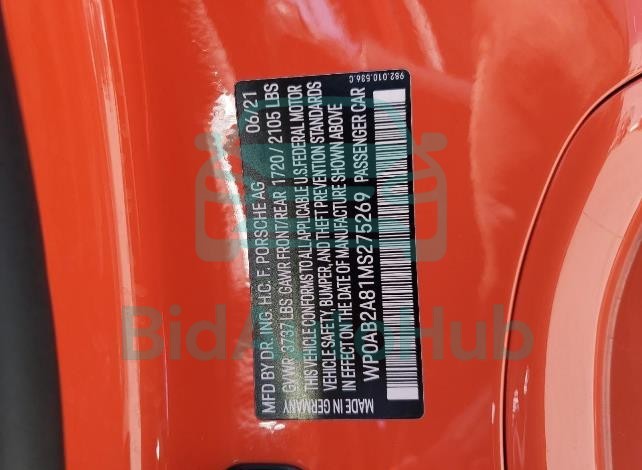 MFD BY DR. ING. H.C. F. PORSCHE AG 06/21
GVWR 3737 LBS GAWR FRONT/REAR 1720 / 2105 LBS
THIS VEHICLE CONFORMS TO ALL APPLICABLE U.S. FEDERAL MOTOR
VEHICLE SAFETY, BUMPER, AND THEFT PREVENTION STANDARDS
IN EFFECT ON THE DATE OF MANUFACTURE SHOWN ABOVE
WP0AB2A81MS275269 PASSENGER CAR
MADE IN GERMANY
982.010.536.C
BidAutoHub